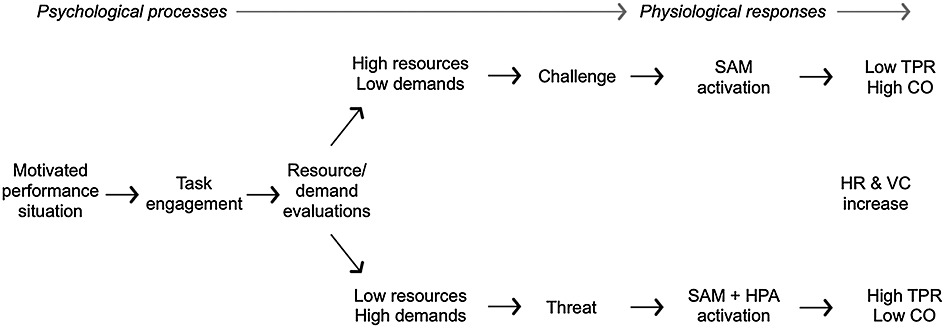 Psychological processes
Physiological responses
High resources
Low demands
Challenge
SAM
activation
Low TPR
High CO
Motivated
performance
situation
Task
engagement
Resource/
demand
evaluations
HR & VC
increase
Low resources
High demands
Threat
SAM + HPA
activation
High TPR
Low CO